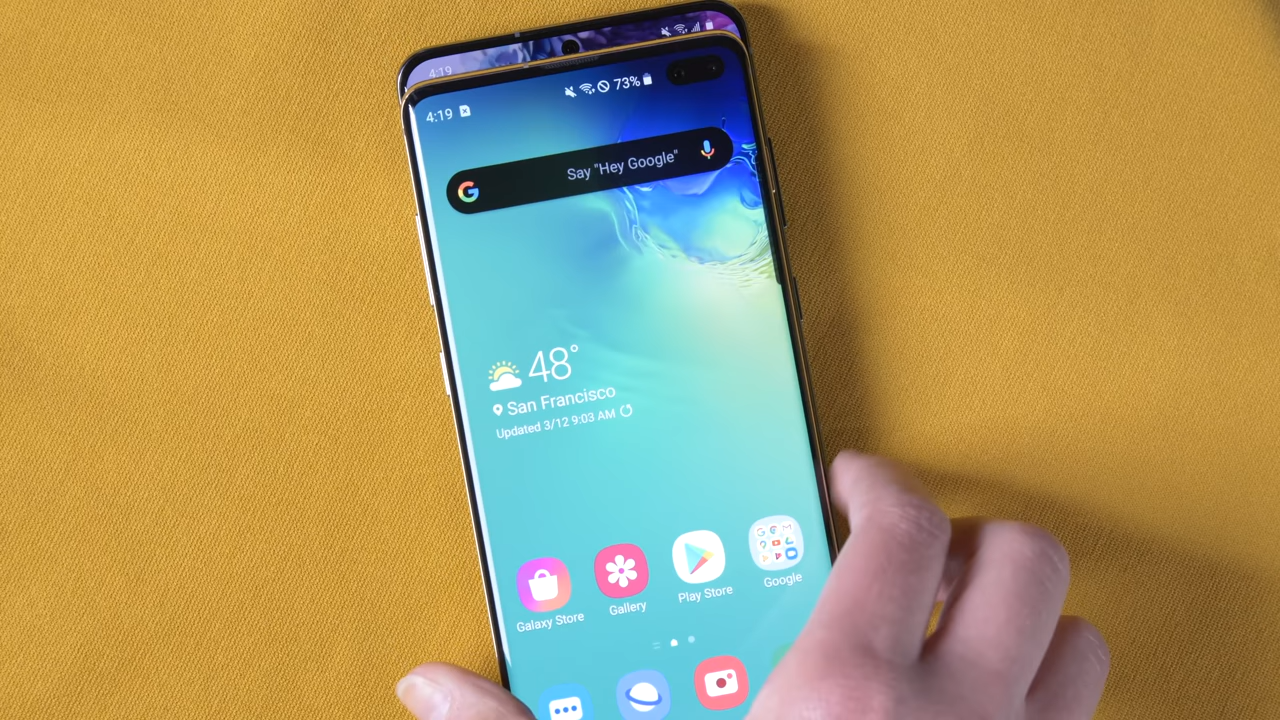 4:19
73%
4:19
Say "Hey Google"
48°
San Francisco
Updated 3/12 9:03 AM
Galaxy Store
Gallery
Play Store
Google